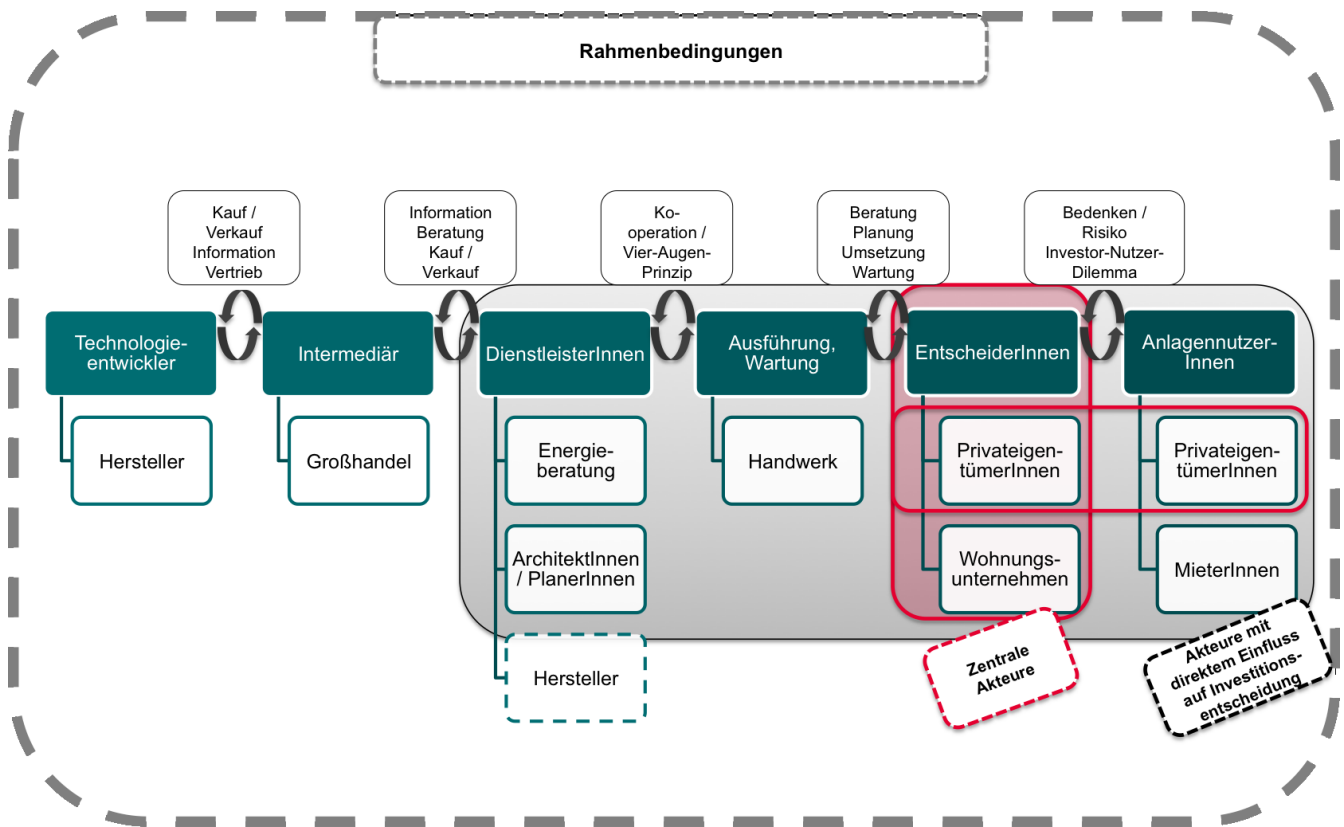 Rahmenbedingungen
Kauf /
Verkauf
Information
Vertrieb
Information
Beratung
Kauf /
Verkauf
Ko-
operation /
Vier-Augen-
Prinzip
Beratung
Planung
Umsetzung
Wartung
Bedenken /
Risiko
Investor-Nutzer-
Dilemma
Technologie-
entwickler
Intermediär
DienstleisterInnen
Ausführung,
Wartung
EntscheiderInnen
Anlagennutzer-
Innen
Hersteller
Großhandel
Energie-
beratung
Handwerk
Privateigen-
tümerInnen
Privateigen-
tümerInnen
ArchitektInnen
/ PlanerInnen
Wohnungs-
unternehmen
MieterInnen
Hersteller
Zentrale
Akteure
Akteure mit
direktem Einfluss
auf Investitions-
entscheidung